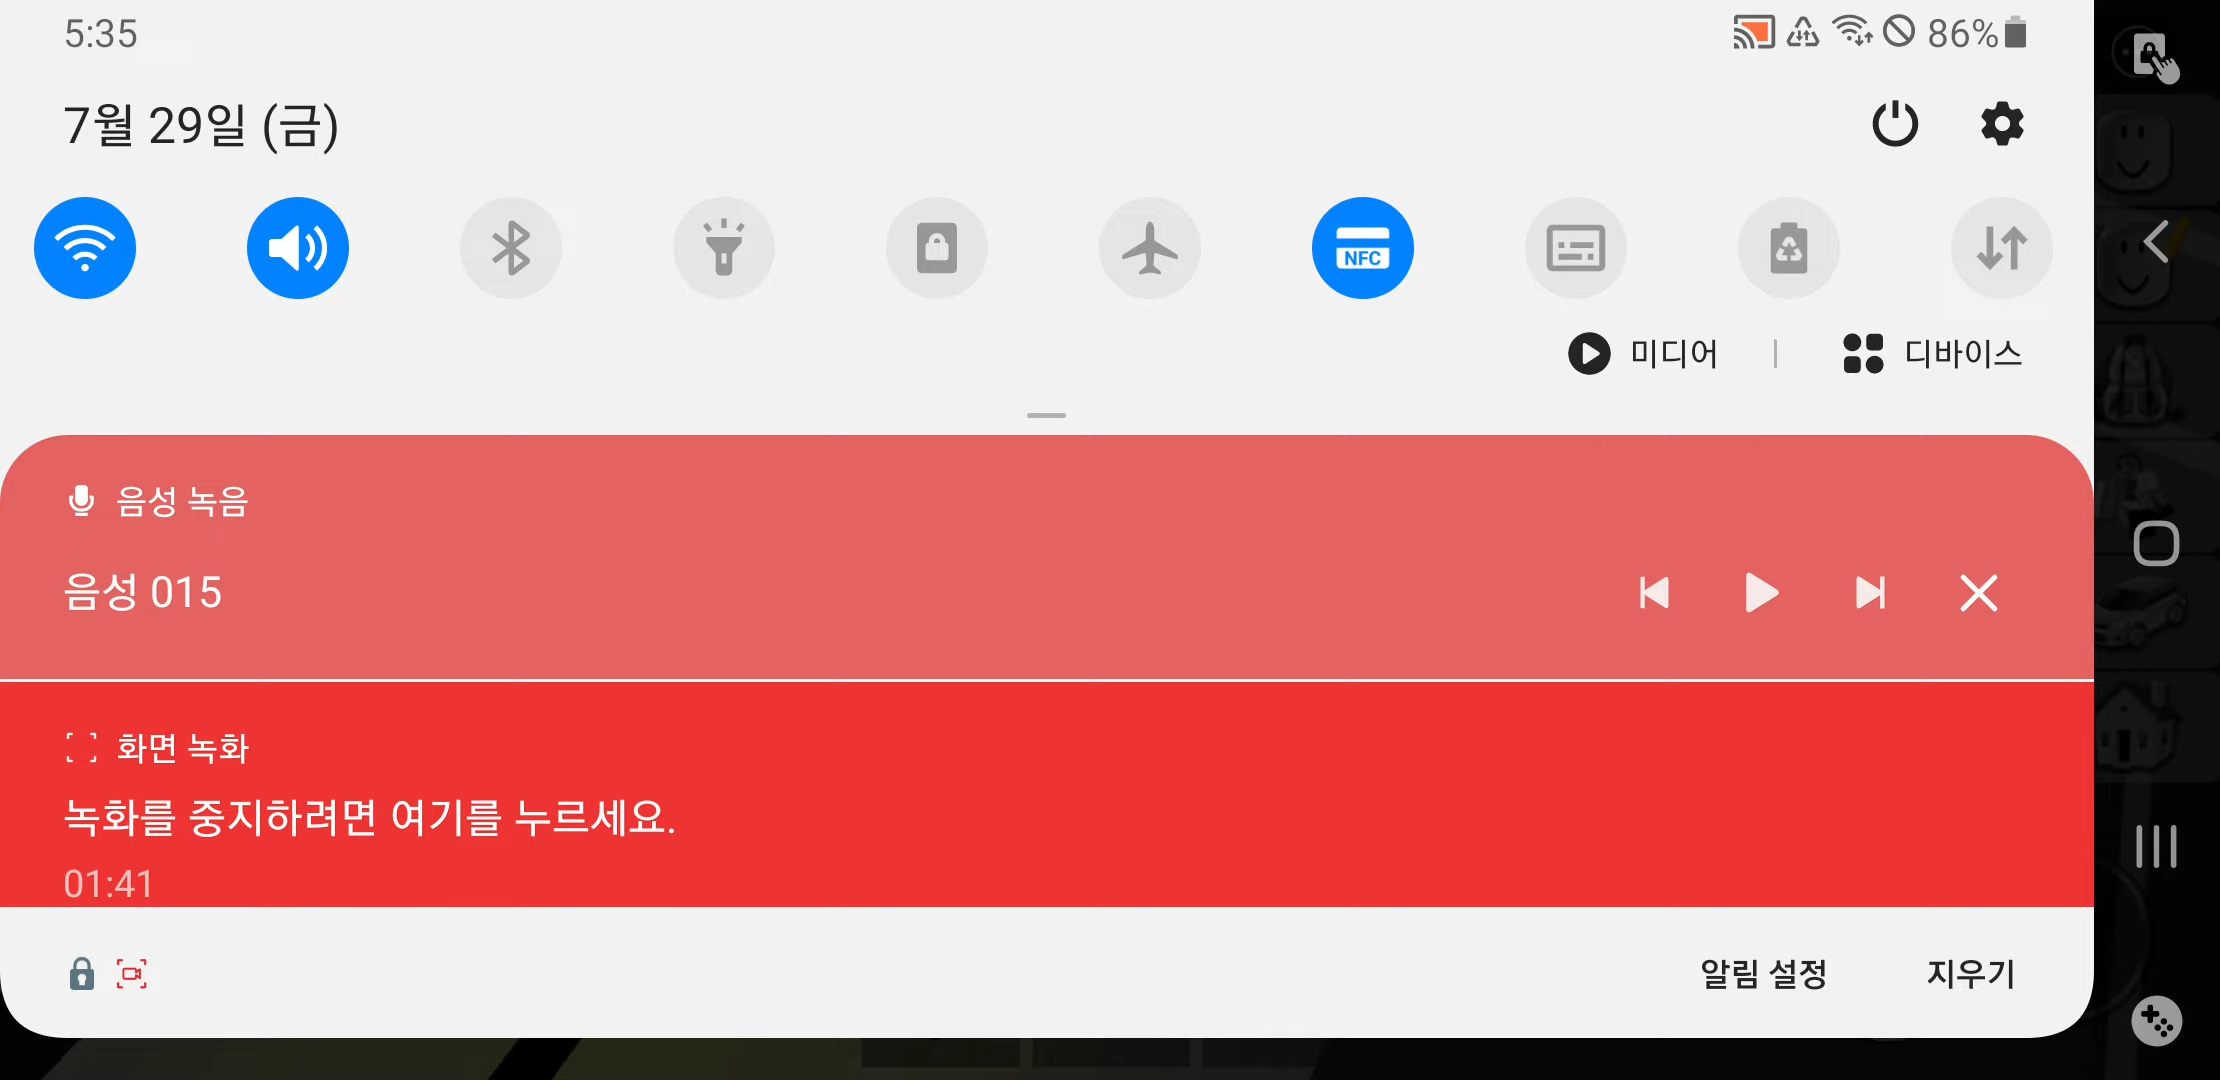 5:35
86%
7월 29일 (금)
NFC
미디어 | 디바이스
음성 녹음
음성 015
화면 녹화
녹화를 중지하려면 여기를 누르세요.
01:41
알림 설정
지우기